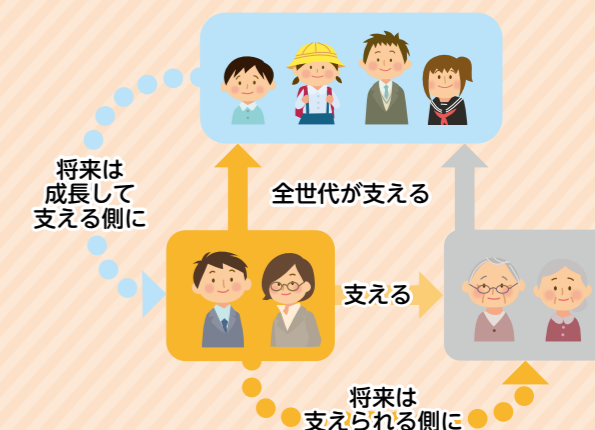 将来は
成長して
支える側に
全世代が支える
支える
将来は
支えられる側に